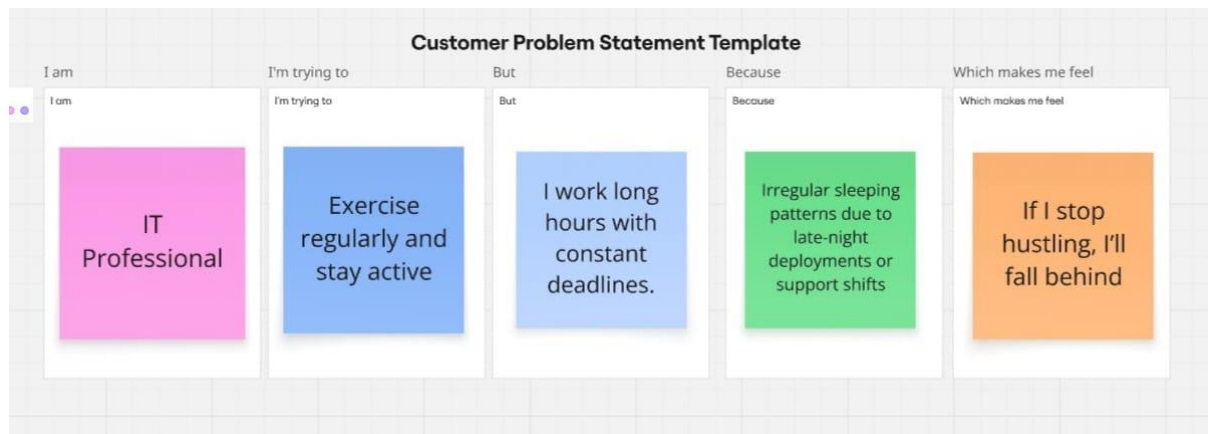 Customer Problem Statement Template
I am
I'm trying to
But
Because
Which makes me feel
I am
I'm trying to
But
Because
Which makes me feel
IT
Professional
Exercise
regularly and
stay active
I work long
hours with
constant
deadlines.
Irregular sleeping
patterns due to
late-night
deployments or
support shifts
If I stop
hustling, I'll
fall behind